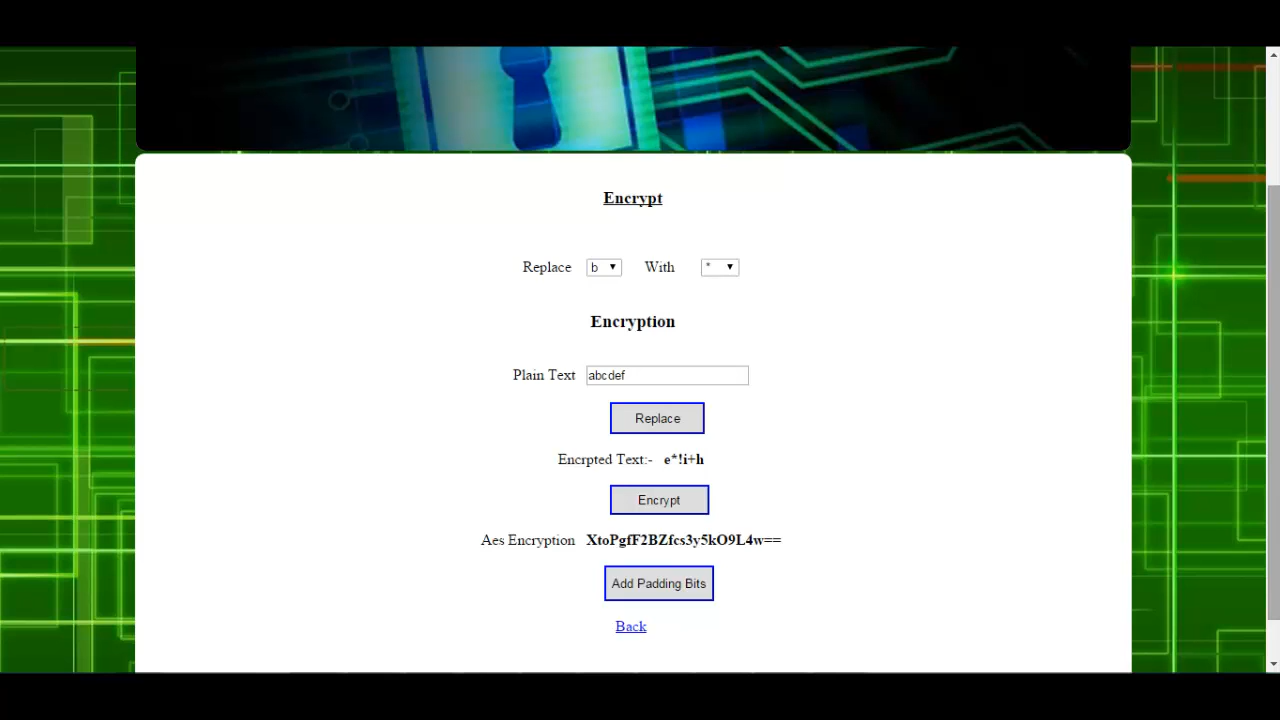 Encrypt
Replace b With *
Encryption
Plain Text abcdef
Replace
Encrpted Text:- e*!i+h
Encrypt
Aes Encryption XtoPgfF2BZfcs3y5kO9L4w==
Add Padding Bits
Back